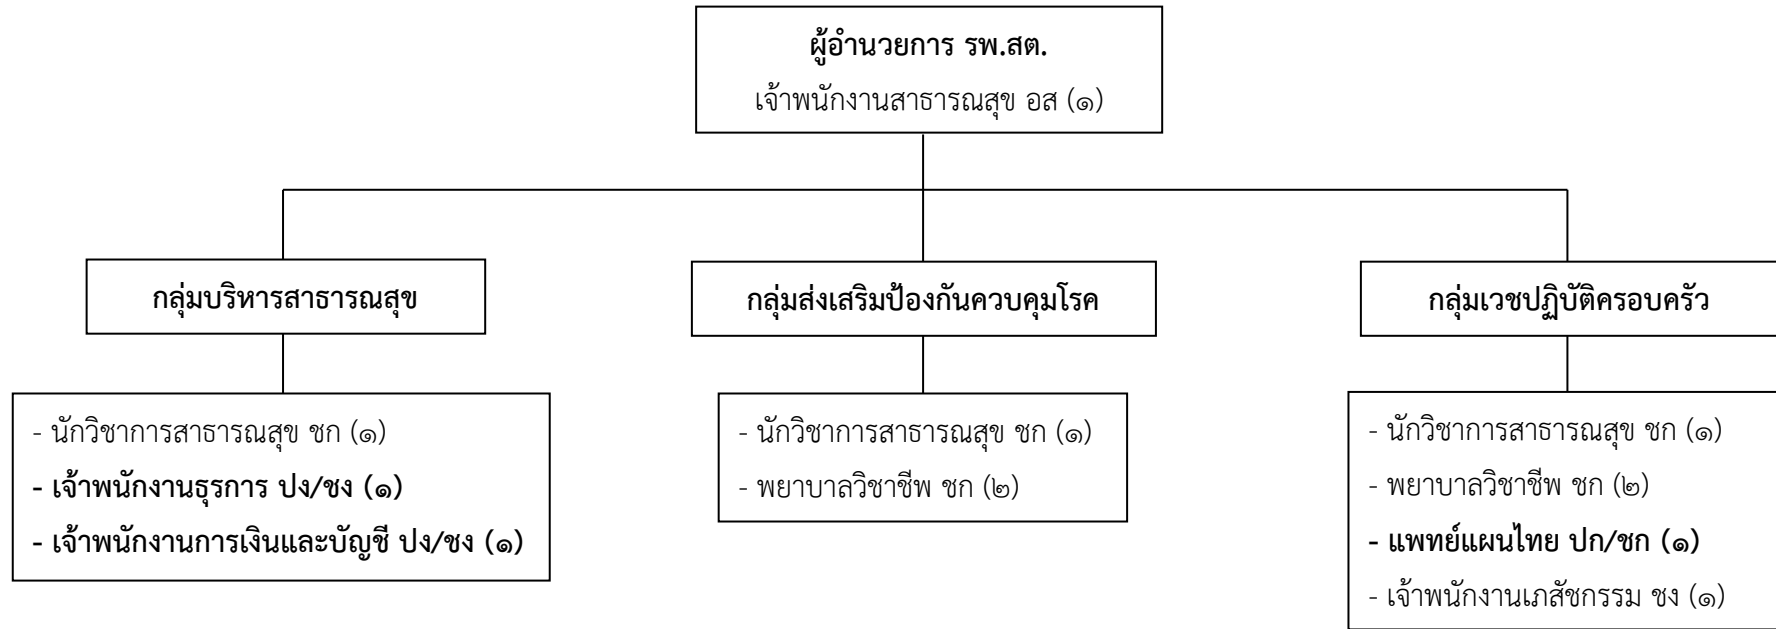 ผู้อำนวยการ รพ.สต.
เจ้าพนักงานสาธารณสุข อส (๑)
กลุ่มบริหารสาธารณสุข
- นักวิชาการสาธารณสุข ชก (๑)
- เจ้าพนักงานธุรการ ปง/ชง (๑)
- เจ้าพนักงานการเงินและบัญชี ปง/ชง (๑)
กลุ่มส่งเสริมป้องกันควบคุมโรค
- นักวิชาการสาธารณสุข ชก (๑)
- พยาบาลวิชาชีพ ชก (๒)
กลุ่มเวชปฏิบัติครอบครัว
- นักวิชาการสาธารณสุข ชก (๑)
- พยาบาลวิชาชีพ ชก (๒)
- แพทย์แผนไทย ปก/ชก (๑)
- เจ้าพนักงานเภสัชกรรม ชง (๑)